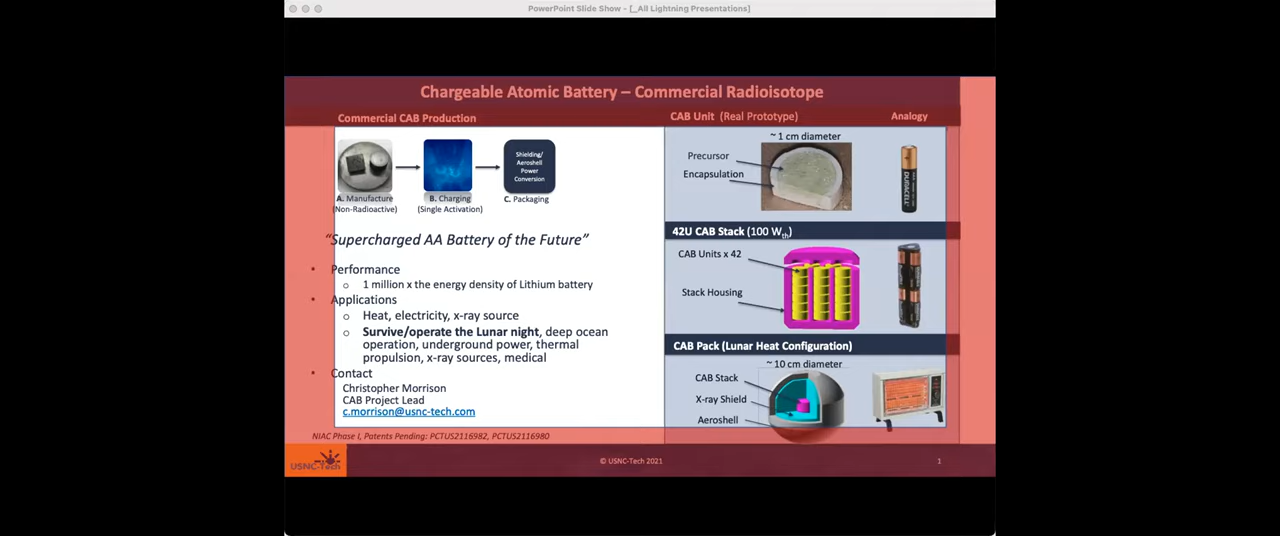 PowerPoint Slide Show - [_All Lightning Presentations]
Chargeable Atomic Battery – Commercial Radioisotope
Commercial CAB Production
A. Manufacture
(Non-Radioactive)
B. Charging
(Single Activation)
Shielding/
Aeroshell
Power
Conversion
C. Packaging
“Supercharged AA Battery of the Future”
• Performance
o 1 million x the energy density of Lithium battery
• Applications
o Heat, electricity, x-ray source
o Survive/operate the Lunar night, deep ocean
operation, underground power, thermal
propulsion, x-ray sources, medical
• Contact
Christopher Morrison
CAB Project Lead
c.morrison@usnc-tech.com
NIAC Phase I, Patents Pending: PCTUS2116982, PCTUS2116980
CAB Unit (Real Prototype)
Analogy
~ 1 cm diameter
Precursor
Encapsulation
DURACELL
42U CAB Stack (100 Wth)
CAB Units x 42
Stack Housing
CAB Pack (Lunar Heat Configuration)
~ 10 cm diameter
CAB Stack
X-ray Shield
Aeroshell
USNC-Tech
© USNC-Tech 2021
1